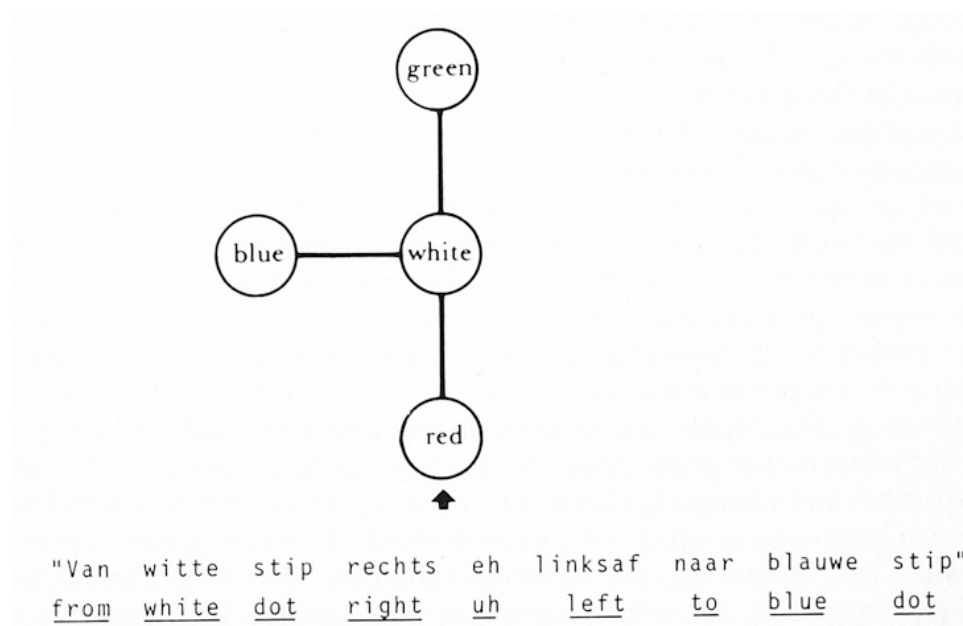 green
blue white
red
"Van witte stip rechts eh linksaf naar blauwe stip"
from white dot right uh left to blue dot